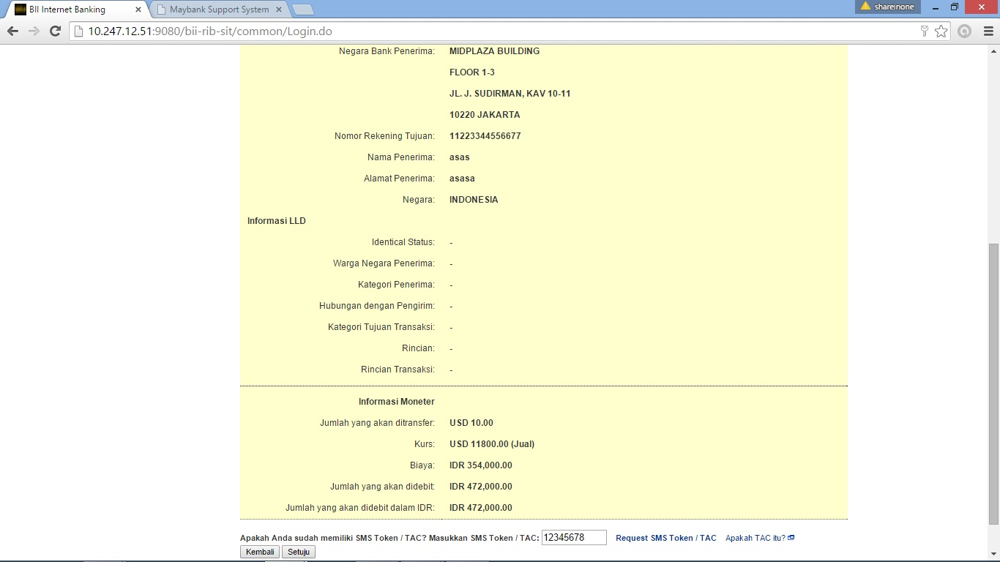 BII Internet Banking
Maybank Support System
shareinone
10.247.12.51:9080/bii-rib-sit/common/Login.do
Negara Bank Penerima: MIDPLAZA BUILDING
FLOOR 1-3
JL. J. SUDIRMAN, KAV 10-11
10220 JAKARTA
Nomor Rekening Tujuan: 11223344556677
Nama Penerima: asas
Alamat Penerima: asasa
Negara: INDONESIA
Informasi LLD
Identical Status: -
Warga Negara Penerima: -
Kategori Penerima: -
Hubungan dengan Pengirim: -
Kategori Tujuan Transaksi: -
Rincian: -
Rincian Transaksi: -
Informasi Moneter
Jumlah yang akan ditransfer: USD 10.00
Kurs: USD 11800.00 (Jual)
Biaya: IDR 354,000.00
Jumlah yang akan didebit: IDR 472,000.00
Jumlah yang akan didebit dalam IDR: IDR 472,000.00
Apakah Anda sudah memiliki SMS Token / TAC? Masukkan SMS Token / TAC: 12345678 Request SMS Token / TAC Apakah TAC itu?
Kembali Setuju